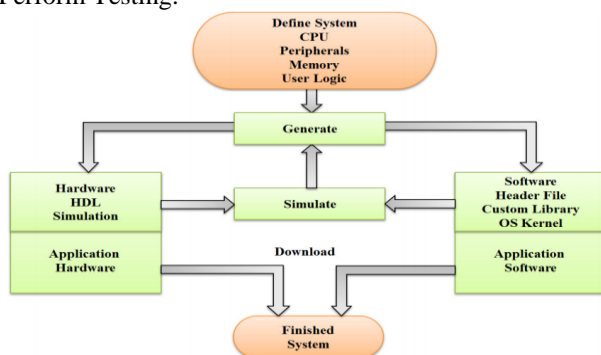 Perform Testing.
Define System
CPU
Peripherals
Memory
User Logic
Generate
Hardware
HDL
Simulation
Simulate
Software
Header File
Custom Library
OS Kernel
Application
Hardware
Download
Application
Software
Finished
System